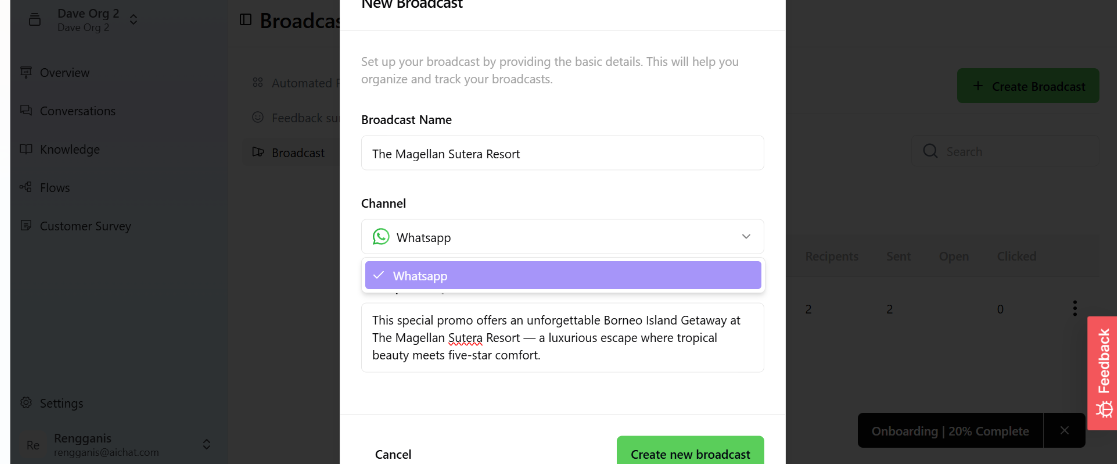 New Broadcast
Dave Org 2
Dave Org 2
Broadcas
Overview
Conversations
Knowledge
Flows
Customer Survey
Settings
Re
Rengganis
rengganis@aichat.com
Automated
Feedback su
Broadcast
Set up your broadcast by providing the basic details. This will help you
organize and track your broadcasts.
Broadcast Name
The Magellan Sutera Resort
Channel
Whatsapp
Whatsapp
This special promo offers an unforgettable Borneo Island Getaway at
The Magellan Sutera Resort — a luxurious escape where tropical
beauty meets five-star comfort.
Cancel
Create new broadcast
+ Create Broadcast
Search
Recipents Sent Open Clicked
2 2 0
Feedback
Onboarding | 20% Complete